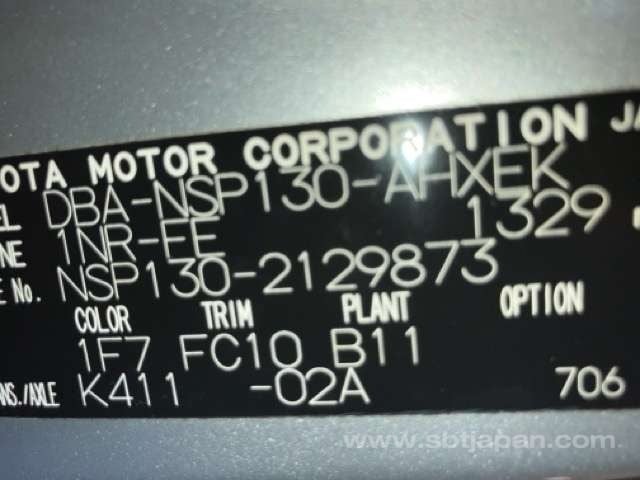 OTA MOTOR CORPORATION JA
EL DBA-NSP130-AHXEK
NE 1NR-FE 1329
E No. NSP130-2129873
COLOR TRIM PLANT OPTION
1F7 FC10 B11
NS./AXLE K411 -02A 706
www.sbtjapan.com